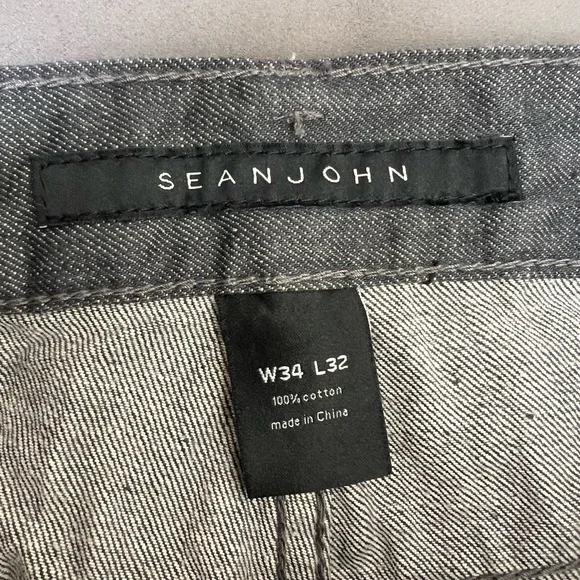 SEANJOHN
W34 L32
100% cotton
made in China